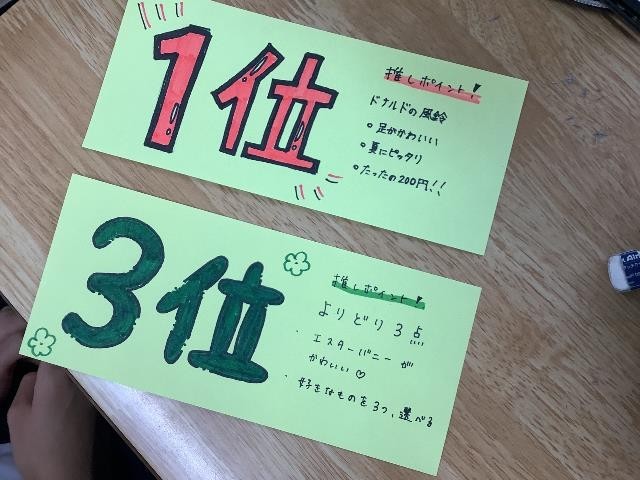 1位
推しポイント!
ドナルドの風鈴
・足がかわいい
・夏にピッタリ
・たったの200円!!
3位
推しポイント!
よりどり3点
・エスターバニーが
かわいい♡
・好きなものを3つ、選べる
Air